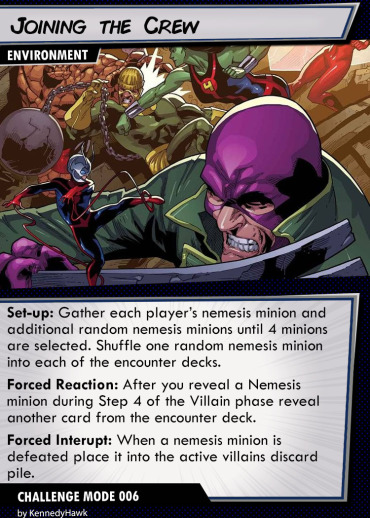 Joining the Crew
ENVIRONMENT
Set-up: Gather each player's nemesis minion and
additional random nemesis minions until 4 minions
are selected. Shuffle one random nemesis minion
into each of the encounter decks.
Forced Reaction: After you reveal a Nemesis
minion during Step 4 of the Villain phase reveal
another card from the encounter deck.
Forced Interupt: When a nemesis minion is
defeated place it into the active villains discard
pile.
CHALLENGE MODE 006
by KennedyHawk